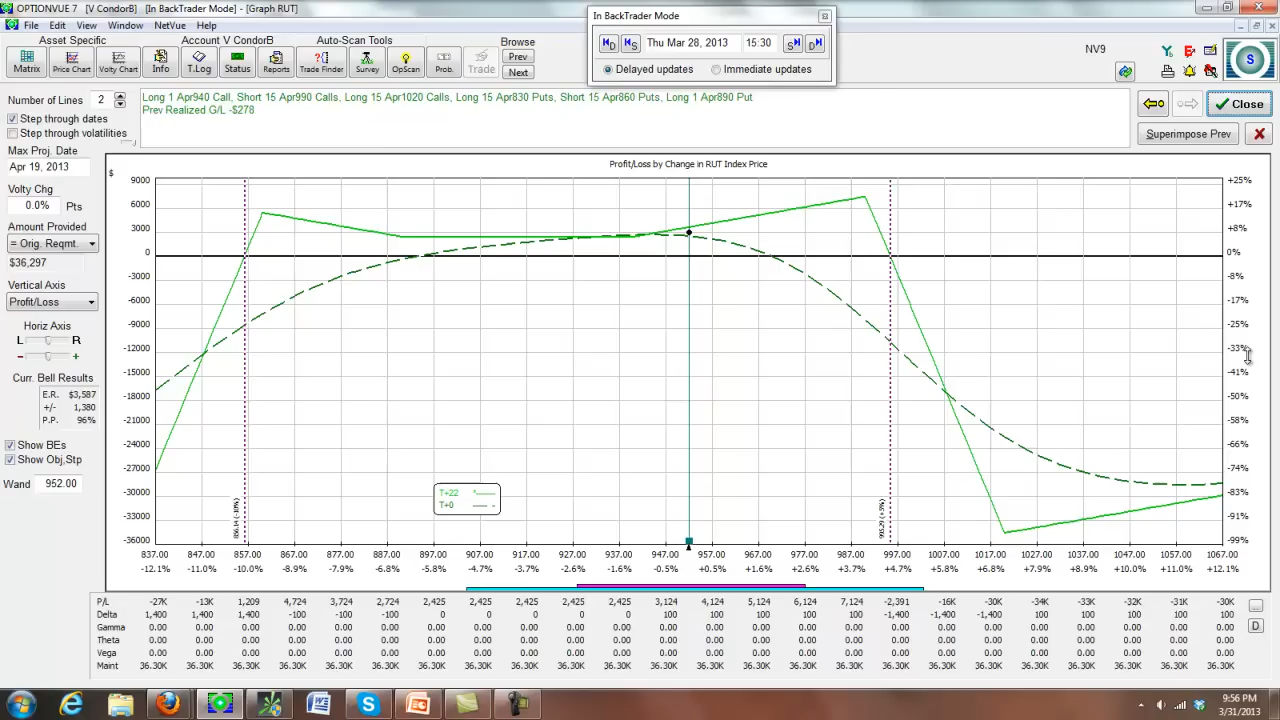 OPTIONVUE 7 [V CondorB] - [In BackTrader Mode] - [Graph RUT]
File Edit View Window NetVue Help
Asset Specific Account V CondorB Auto-Scan Tools Browse
Matrix Price Chart Volty Chart Info T.Log Status Reports Trade Finder Survey OpScan Prob. Trade Prev Next
In BackTrader Mode
Thu Mar 28, 2013 15:30
Delayed updates Immediate updates
NV9
Close
Superimpose Prev
Number of Lines 2
Step through dates
Step through volatilities
Max Proj. Date
Apr 19, 2013
Volty Chg
0.0% Pts
Amount Provided
= Orig. Reqmt.
$36,297
Vertical Axis
Profit/Loss
Horiz Axis
L R
- +
Curr. Bell Results
E.R. $3,587
+/- 1,380
P.P. 96%
Show BEs
Show Obj,Stp
Wand 952.00
Long 1 Apr940 Call, Short 15 Apr990 Calls, Long 15 Apr1020 Calls, Long 15 Apr830 Puts, Short 15 Apr860 Puts, Long 1 Apr890 Put
Prev Realized G/L -$278
Profit/Loss by Change in RUT Index Price
$
9000 +25%
6000 +17%
3000 +8%
0 0%
-3000 -8%
-6000 -17%
-9000 -25%
-12000 -33%
-15000 -41%
-18000 -50%
-21000 -58%
-24000 -66%
-27000 -74%
-30000 -83%
-33000 -91%
-36000 -99%
T+22
T+0
837.00 847.00 857.00 867.00 877.00 887.00 897.00 907.00 917.00 927.00 937.00 947.00 957.00 967.00 977.00 987.00 997.00 1007.00 1017.00 1027.00 1037.00 1047.00 1057.00 1067.00
-12.1% -11.0% -10.0% -8.9% -7.9% -6.8% -5.8% -4.7% -3.7% -2.6% -1.6% -0.5% +0.5% +1.6% +2.6% +3.7% +4.7% +5.8% +6.8% +7.9% +8.9% +10.0% +11.0% +12.1%
P/L -27K -13K 1,209 4,724 3,724 2,724 2,425 2,425 2,425 2,425 2,425 3,124 4,124 5,124 6,124 7,124 -2,391 -16K -30K -34K -33K -32K -31K -30K
Delta 1,400 1,400 1,400 -100 -100 -100 0 0 0 0 0 100 100 100 100 100 -1,400 -1,400 -1,400 100 100 100 100 100
Gamma 0.00 0.00 0.00 0.00 0.00 0.00 0.00 0.00 0.00 0.00 0.00 0.00 0.00 0.00 0.00 0.00 0.00 0.00 0.00 0.00 0.00 0.00 0.00 0.00
Theta 0.00 0.00 0.00 0.00 0.00 0.00 0.00 0.00 0.00 0.00 0.00 0.00 0.00 0.00 0.00 0.00 0.00 0.00 0.00 0.00 0.00 0.00 0.00 0.00
Vega 0.00 0.00 0.00 0.00 0.00 0.00 0.00 0.00 0.00 0.00 0.00 0.00 0.00 0.00 0.00 0.00 0.00 0.00 0.00 0.00 0.00 0.00 0.00 0.00
Maint 36.30K 36.30K 36.30K 36.30K 36.30K 36.30K 36.30K 36.30K 36.30K 36.30K 36.30K 36.30K 36.30K 36.30K 36.30K 36.30K 36.30K 36.30K 36.30K 36.30K 36.30K 36.30K 36.30K 36.30K
D
9:56 PM
3/31/2013